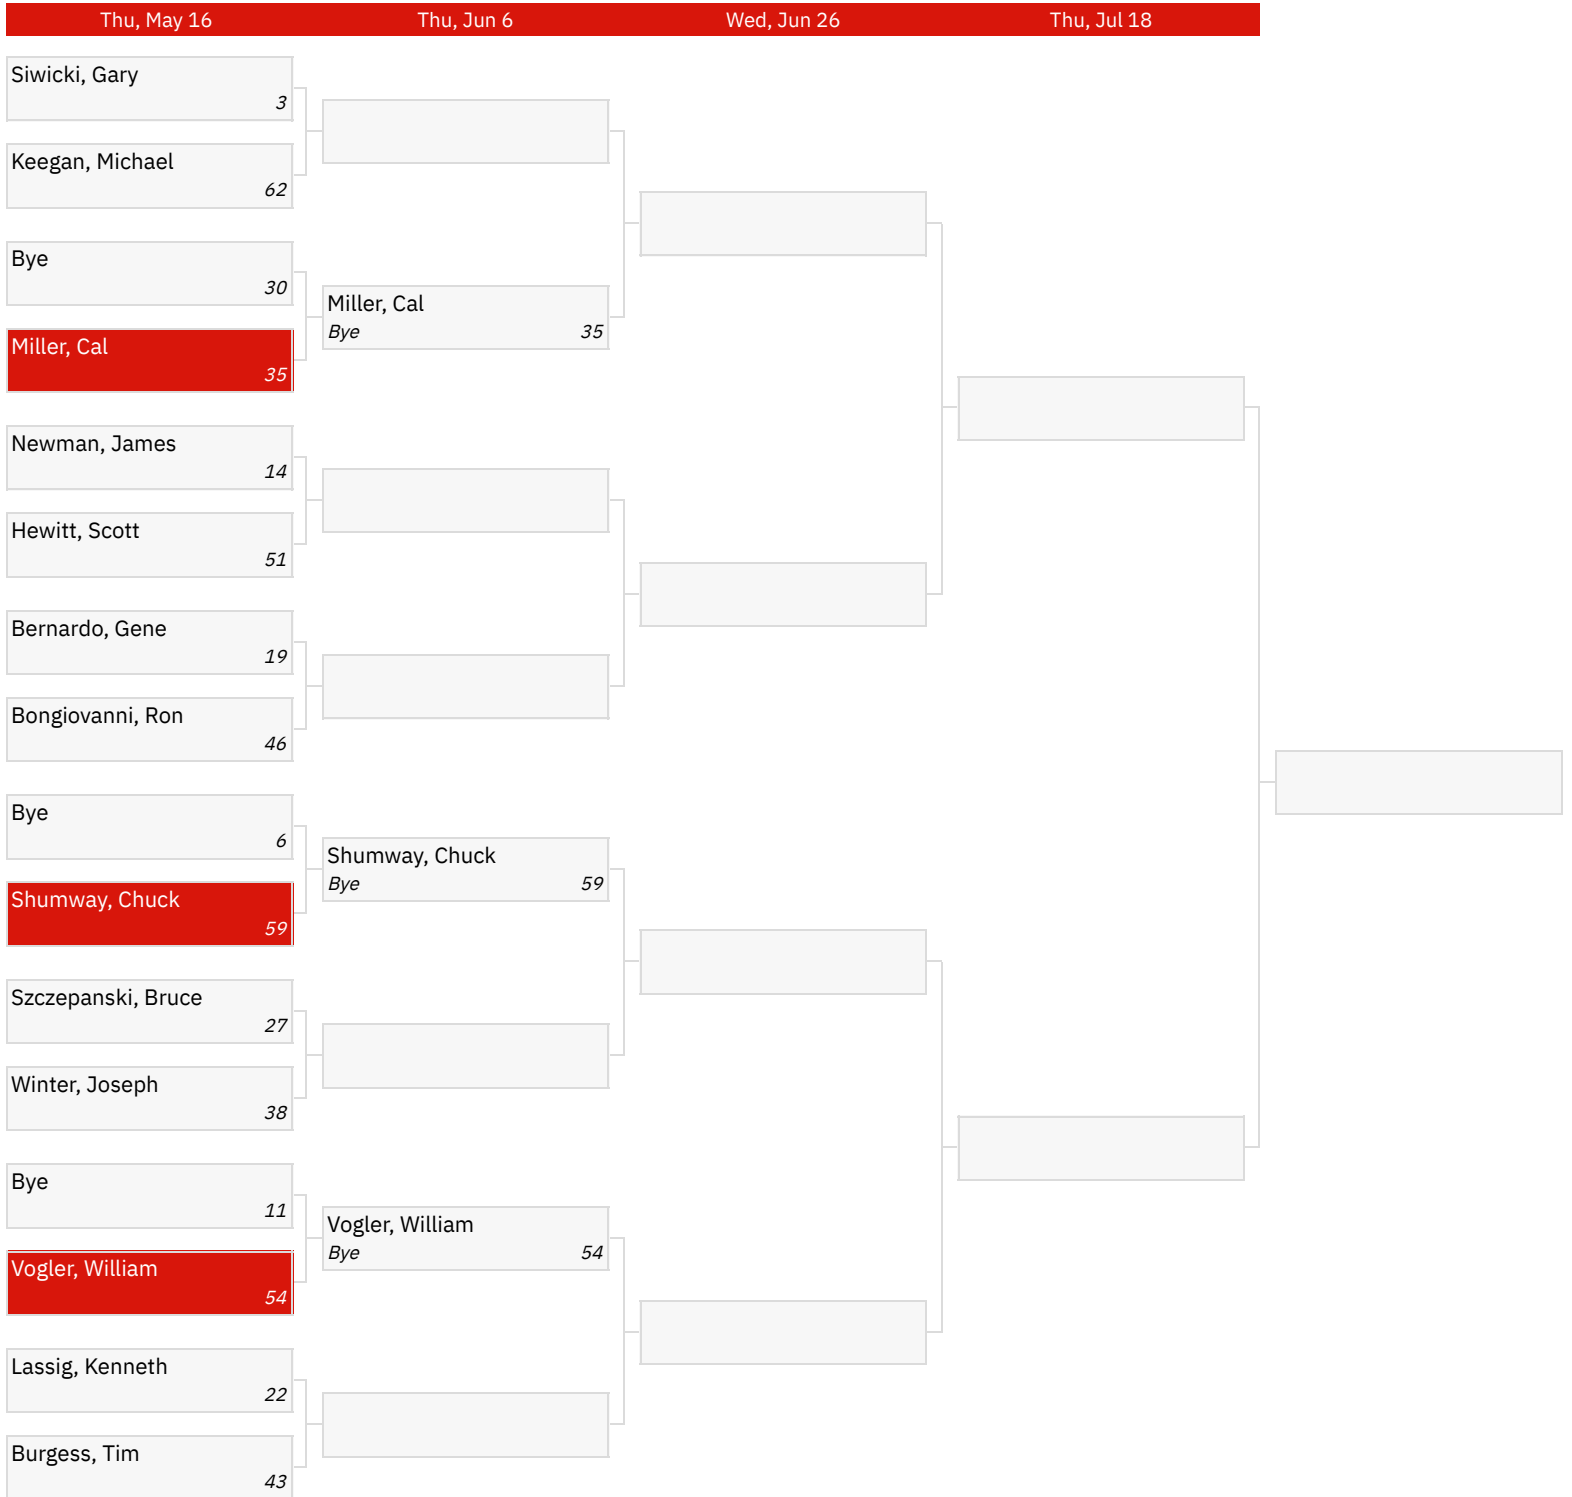 Thu, May 16
Thu, Jun 6
Wed, Jun 26
Thu, Jul 18
Siwicki, Gary
3
Keegan, Michael
62
Bye
30
Miller, Cal
35
Newman, James
14
Hewitt, Scott
51
Bernardo, Gene
19
Bongiovanni, Ron
46
Bye
6
Shumway, Chuck
59
Szczepanski, Bruce
27
Winter, Joseph
38
Bye
11
Vogler, William
54
Lassig, Kenneth
22
Burgess, Tim
43
Miller, Cal
Bye 35
Shumway, Chuck
Bye 59
Vogler, William
Bye 54